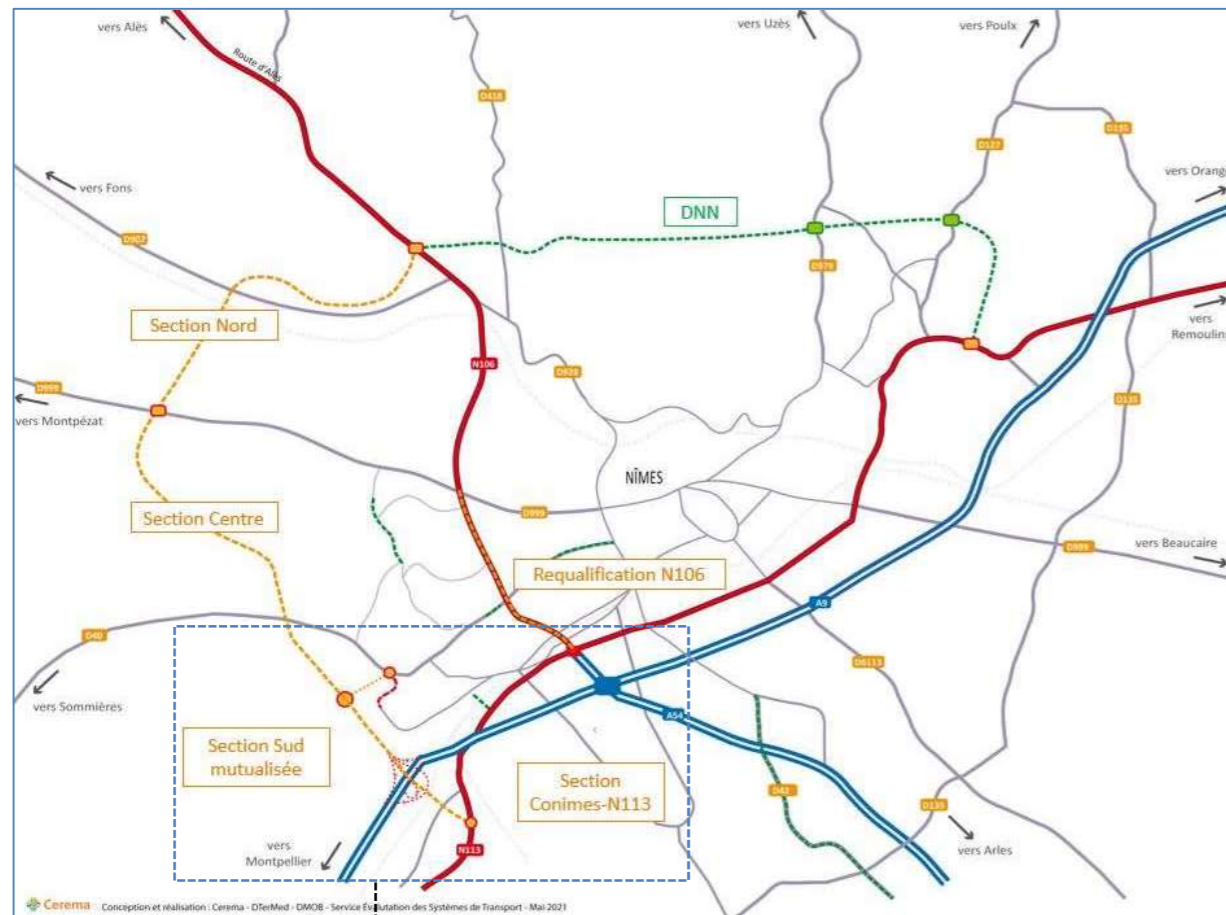 vers Alès
vers Uzès
vers Poulx
Route d'Alès
D418
D135
D127
vers Orange
vers Fons
DNN
D907
D979
Section Nord
vers
Remoulins
N106
D926
D999
D135
vers Montpézat
NÎMES
Section Centre
D999
vers Beaucaire
D999
Requalification N106
A9
D40
D6113
vers Sommières
A54
Section Sud
mutualisée
Section
Conimes-N113
D42
D135
vers
Montpellier
N113
vers Arles
Cerema Conception et réalisation : Cerema - DTerMed - DMOB - Service Évalutation des Systèmes de Transport - Mai 2021